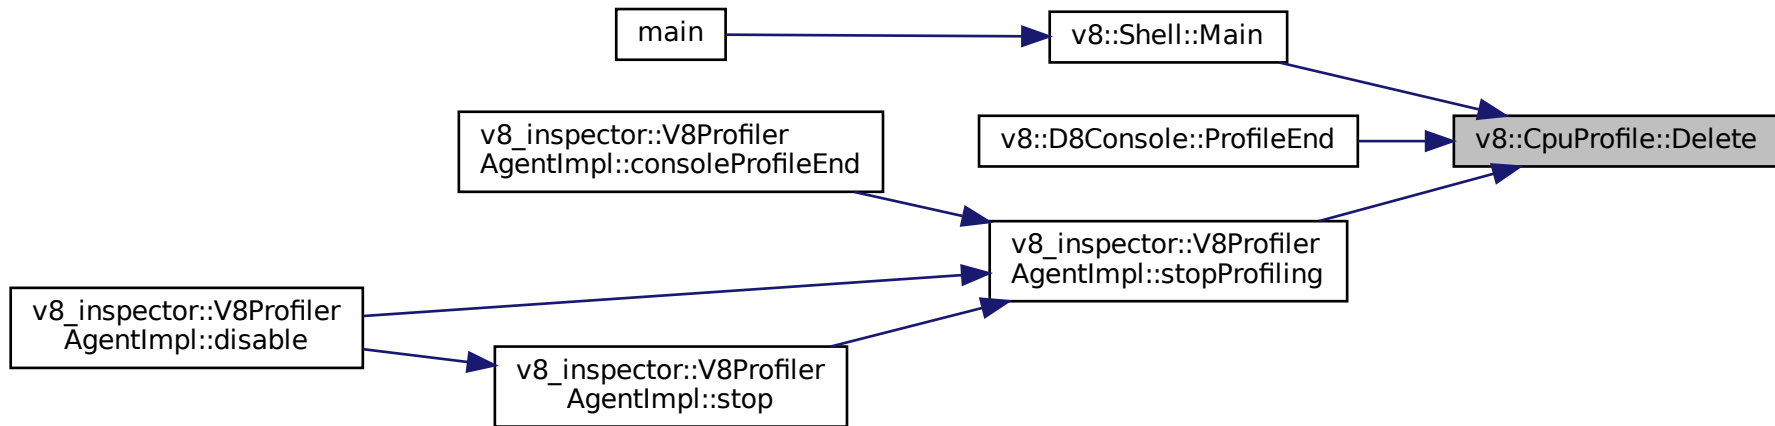 main
v8::Shell::Main
v8_inspector::V8Profiler
AgentImpl::consoleProfileEnd
v8::D8Console::ProfileEnd
v8::CpuProfile::Delete
v8_inspector::V8Profiler
AgentImpl::stopProfiling
v8_inspector::V8Profiler
AgentImpl::disable
v8_inspector::V8Profiler
AgentImpl::stop